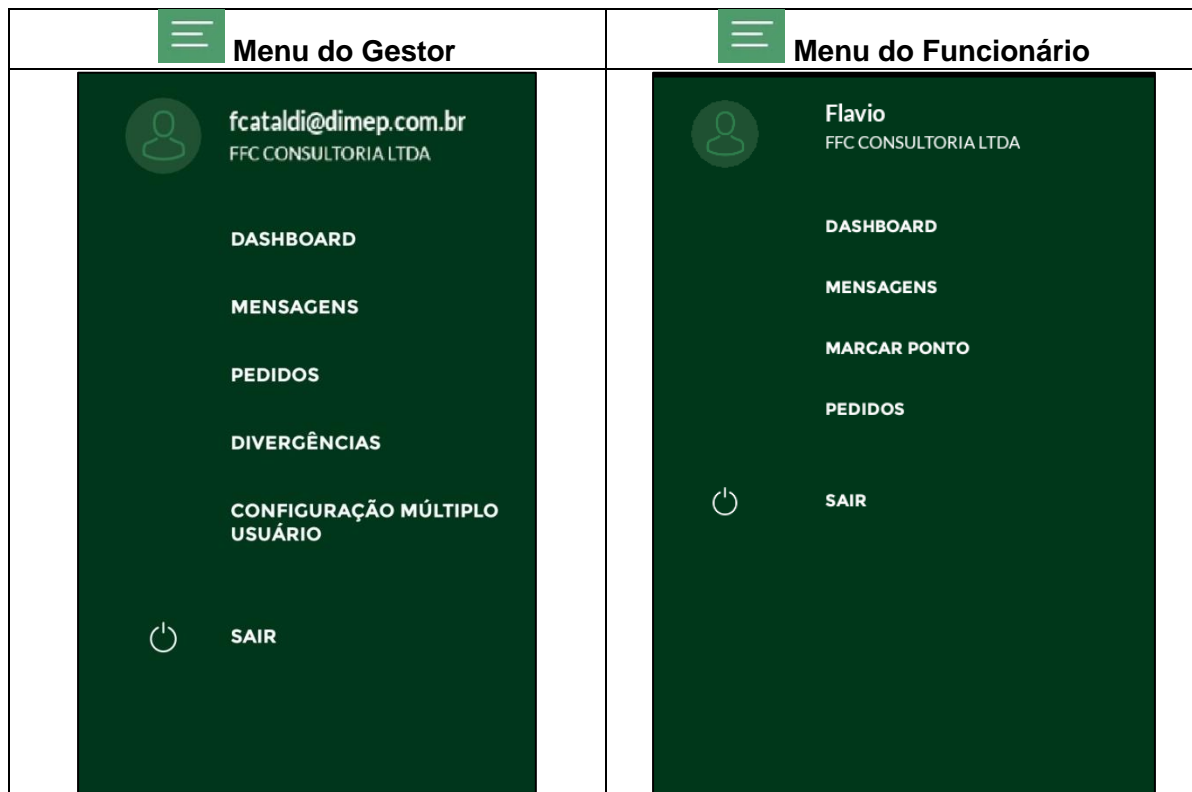 Menu do Gestor
Menu do Funcionário
fcataldi@dimep.com.br
FFC CONSULTORIA LTDA
DASHBOARD
MENSAGENS
PEDIDOS
DIVERGÊNCIAS
CONFIGURAÇÃO MÚLTIPLO
USUÁRIO
SAIR
Flavio
FFC CONSULTORIA LTDA
DASHBOARD
MENSAGENS
MARCAR PONTO
PEDIDOS
SAIR